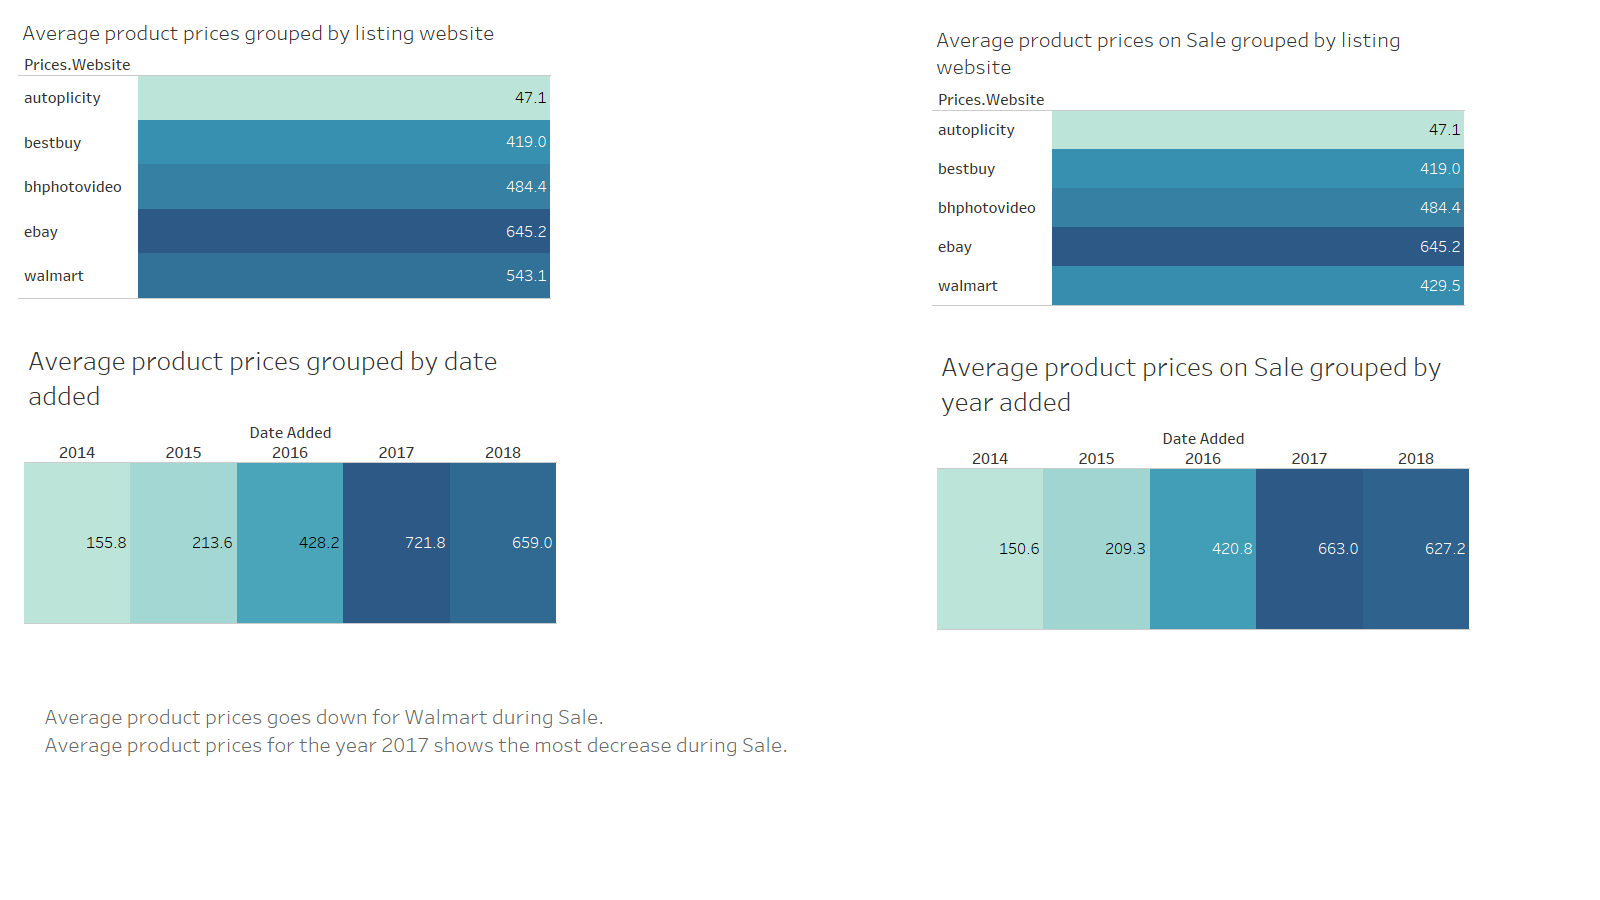 Average product prices grouped by listing website
Prices.Website
autoplicity 47.1
bestbuy 419.0
bhphotovideo 484.4
ebay 645.2
walmart 543.1
Average product prices on Sale grouped by listing
website
Prices.Website
autoplicity 47.1
bestbuy 419.0
bhphotovideo 484.4
ebay 645.2
walmart 429.5
Average product prices grouped by date
added
Date Added
2014 2015 2016 2017 2018
155.8 213.6 428.2 721.8 659.0
Average product prices on Sale grouped by
year added
Date Added
2014 2015 2016 2017 2018
150.6 209.3 420.8 663.0 627.2
Average product prices goes down for Walmart during Sale.
Average product prices for the year 2017 shows the most decrease during Sale.